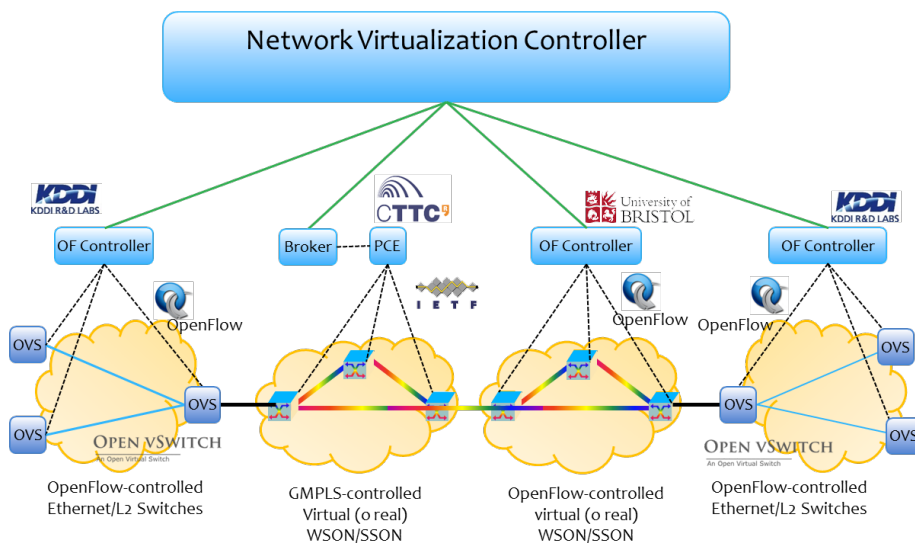 Network Virtualization Controller
KDDI
KDDI R&D LABS
CTTC9
University of
BRISTOL
KDDI
KDDI R&D LABS
OF Controller
Broker
PCE
OF Controller
OF Controller
IETF
OpenFlow
OpenFlow
OpenFlow
OVS
OVS
OVS
OVS
OVS
OVS
OPEN VSWITCH
An Open Virtual Switch
OPEN VSWITCH
An Open Virtual Switch
OpenFlow-controlled
Ethernet/L2 Switches
GMPLS-controlled
Virtual (o real)
WSON/SSON
OpenFlow-controlled
virtual (o real)
WSON/SSON
OpenFlow-controlled
Ethernet/L2 Switches